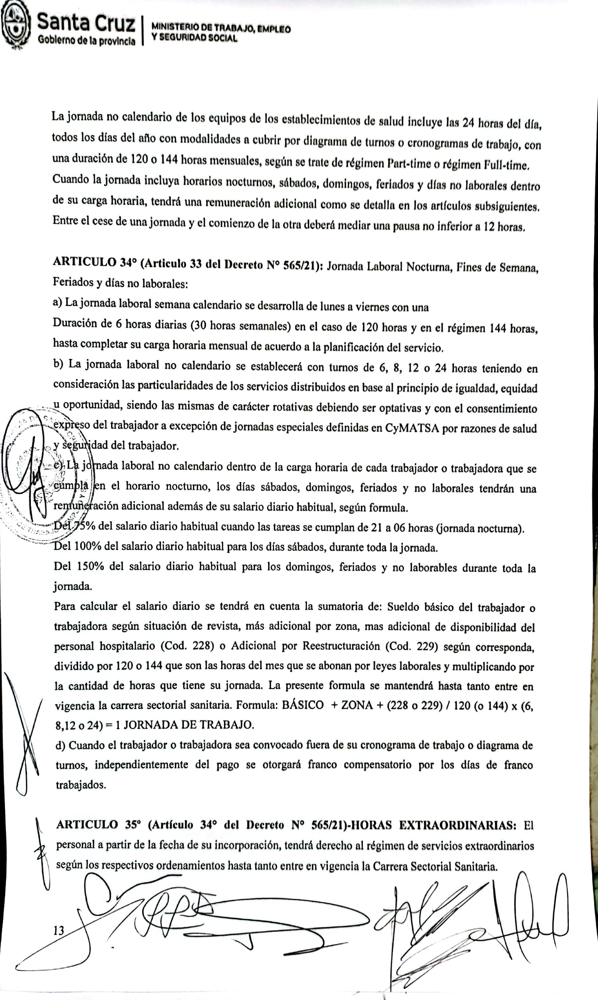 Santa Cruz
Gobierno de la provincia
MINISTERIO DE TRABAJO, EMPLEO
Y SEGURIDAD SOCIAL
La jornada no calendario de los equipos de los establecimientos de salud incluye las 24 horas del día,
todos los días del año con modalidades a cubrir por diagrama de turnos o cronogramas de trabajo, con
una duración de 120 o 144 horas mensuales, según se trate de régimen Part-time o régimen Full-time.
Cuando la jornada incluya horarios nocturnos, sábados, domingos, feriados y días no laborales dentro
de su carga horaria, tendrá una remuneración adicional como se detalla en los artículos subsiguientes.
Entre el cese de una jornada y el comienzo de la otra deberá mediar una pausa no inferior a 12 horas.
ARTICULO 34º (Articulo 33 del Decreto Nº 565/21): Jornada Laboral Nocturna, Fines de Semana,
Feriados y días no laborales:
a) La jornada laboral semana calendario se desarrolla de lunes a viernes con una
Duración de 6 horas diarias (30 horas semanales) en el caso de 120 horas y en el régimen 144 horas,
hasta completar su carga horaria mensual de acuerdo a la planificación del servicio.
b) La jornada laboral no calendario se establecerá con turnos de 6, 8, 12 o 24 horas teniendo en
consideración las particularidades de los servicios distribuidos en base al principio de igualdad, equidad
u oportunidad, siendo las mismas de carácter rotativas debiendo ser optativas y con el consentimiento
expreso del trabajador a excepción de jornadas especiales definidas en CyMATSA por razones de salud
y seguridad del trabajador.
c) La jornada laboral no calendario dentro de la carga horaria de cada trabajador o trabajadora que se
cumpla en el horario nocturno, los días sábados, domingos, feriados y no laborales tendrán una
remuneración adicional además de su salario diario habitual, según formula.
Del 75% del salario diario habitual cuando las tareas se cumplan de 21 a 06 horas (jornada nocturna).
Del 100% del salario diario habitual para los días sábados, durante toda la jornada.
Del 150% del salario diario habitual para los domingos, feriados y no laborables durante toda la
jornada.
Para calcular el salario diario se tendrá en cuenta la sumatoria de: Sueldo básico del trabajador o
trabajadora según situación de revista, más adicional por zona, mas adicional de disponibilidad del
personal hospitalario (Cod. 228) o Adicional por Reestructuración (Cod. 229) según corresponda,
dividido por 120 o 144 que son las horas del mes que se abonan por leyes laborales y multiplicando por
la cantidad de horas que tiene su jornada. La presente formula se mantendrá hasta tanto entre en
vigencia la carrera sectorial sanitaria. Formula: BÁSICO + ZONA + (228 o 229) / 120 (o 144) x (6,
8,12 o 24) = 1 JORNADA DE TRABAJO.
d) Cuando el trabajador o trabajadora sea convocado fuera de su cronograma de trabajo o diagrama de
turnos, independientemente del pago se otorgará franco compensatorio por los días de franco
trabajados.
ARTICULO 35º (Artículo 34º del Decreto Nº 565/21)-HORAS EXTRAORDINARIAS: El
personal a partir de la fecha de su incorporación, tendrá derecho al régimen de servicios extraordinarios
según los respectivos ordenamientos hasta tanto entre en vigencia la Carrera Sectorial Sanitaria.
13